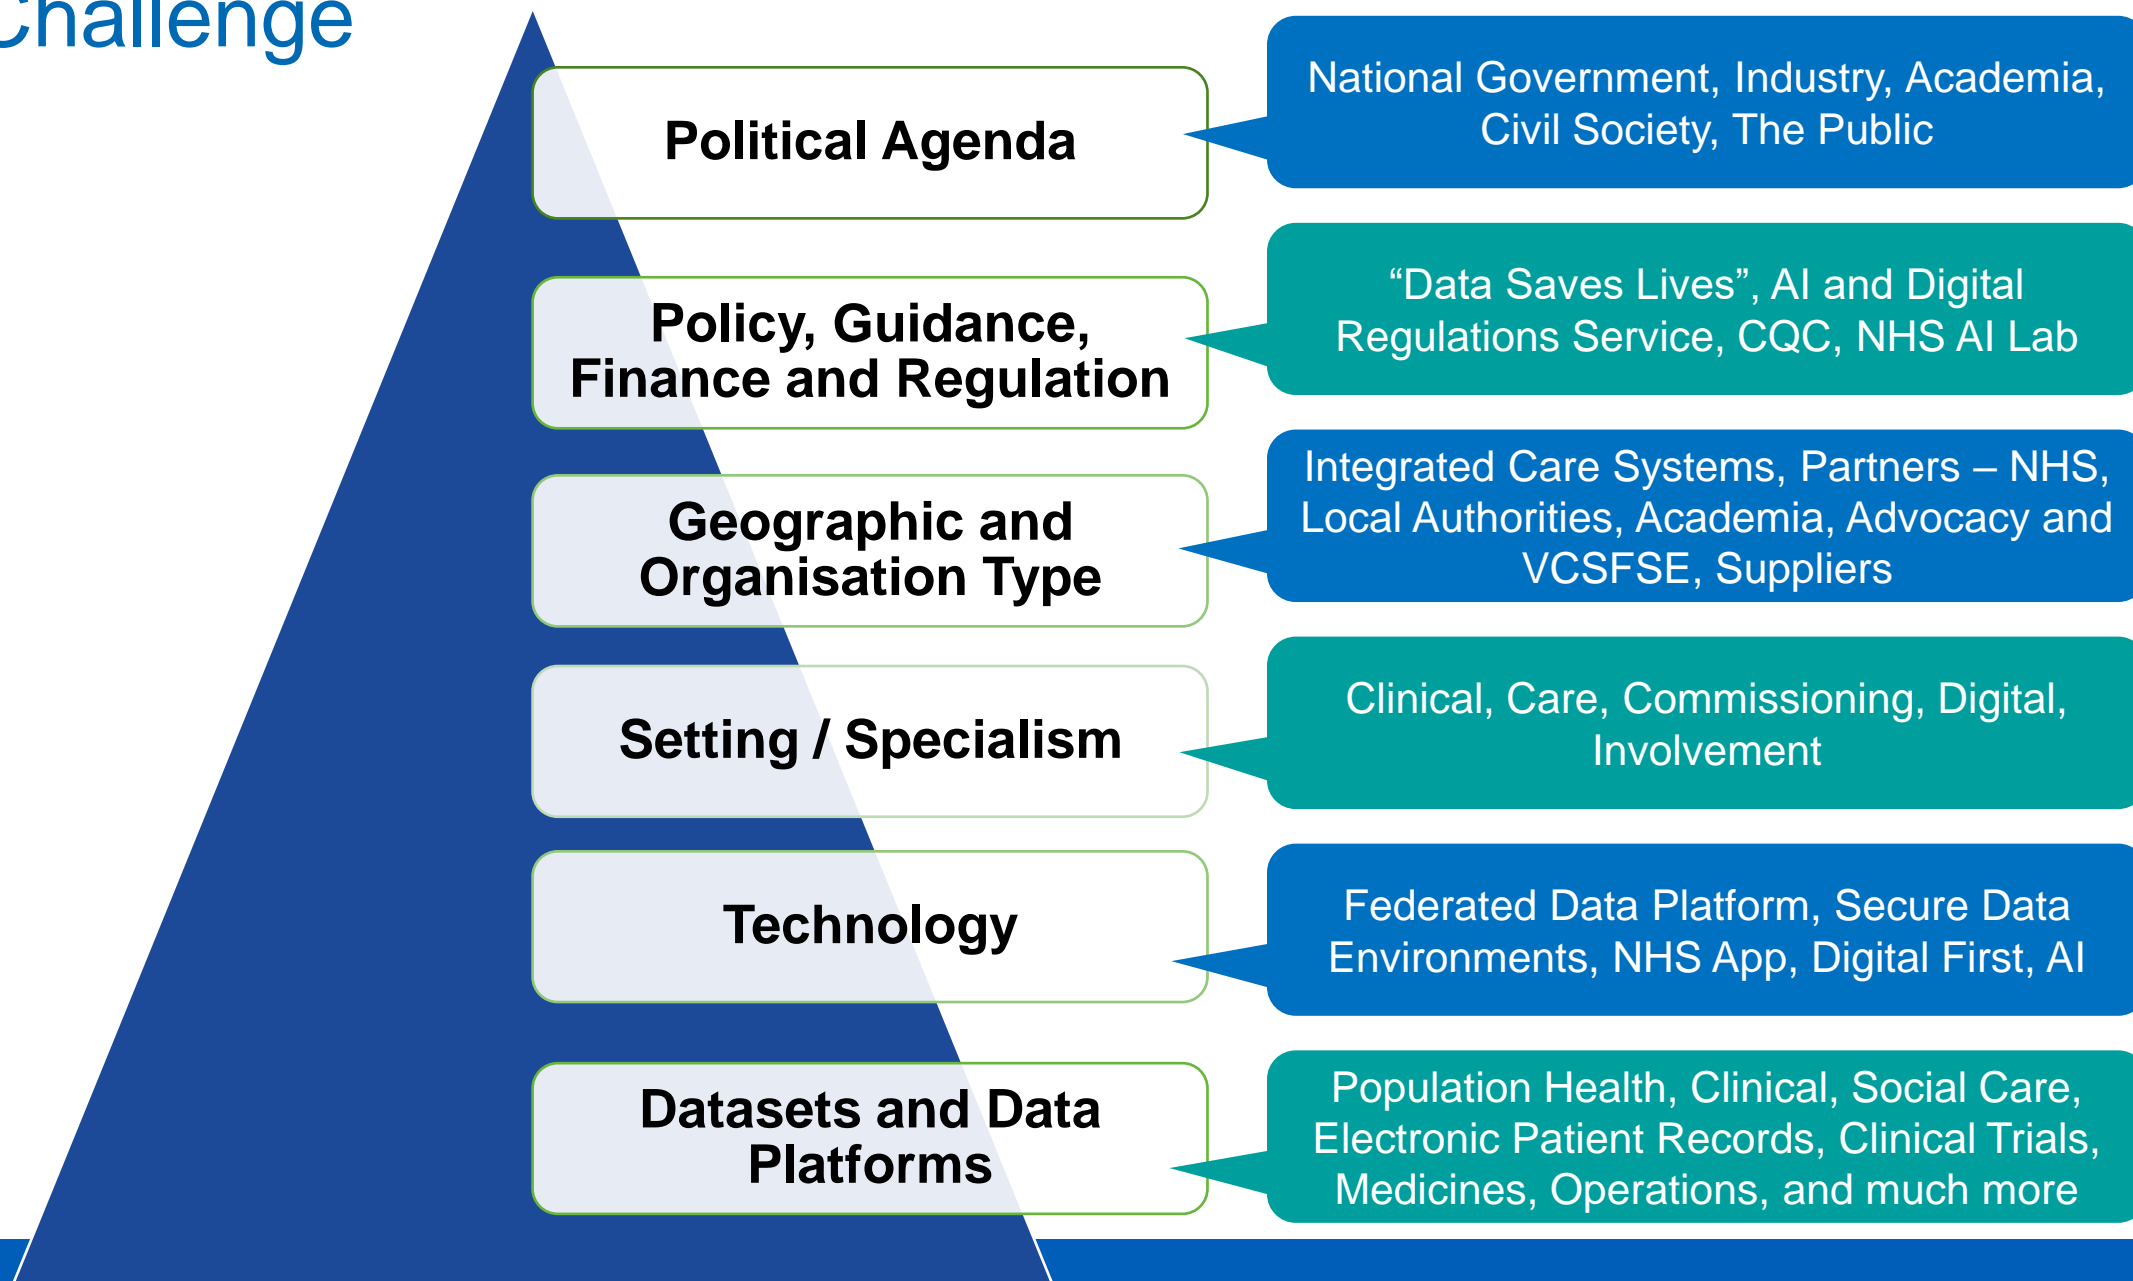 Challenge
Political Agenda
National Government, Industry, Academia,
Civil Society, The Public
Policy, Guidance,
Finance and Regulation
“Data Saves Lives”, AI and Digital
Regulations Service, CQC, NHS AI Lab
Geographic and
Organisation Type
Integrated Care Systems, Partners – NHS,
Local Authorities, Academia, Advocacy and
VCSFSE, Suppliers
Setting / Specialism
Clinical, Care, Commissioning, Digital,
Involvement
Technology
Federated Data Platform, Secure Data
Environments, NHS App, Digital First, AI
Datasets and Data
Platforms
Population Health, Clinical, Social Care,
Electronic Patient Records, Clinical Trials,
Medicines, Operations, and much more